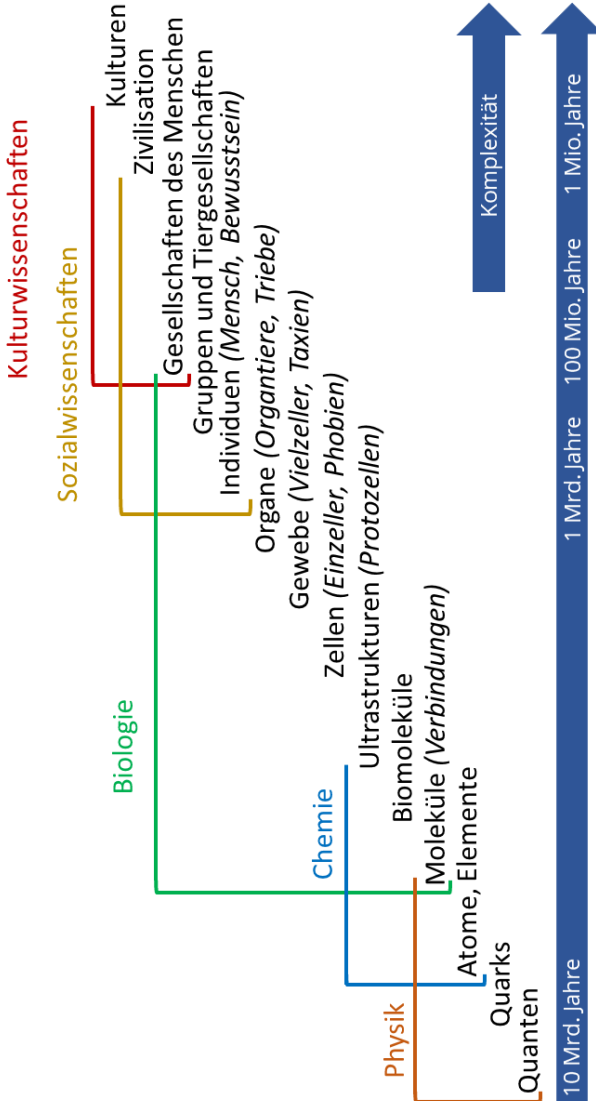 Kulturwissenschaften
Sozialwissenschaften
Biologie
Chemie
Physik
Kulturen
Zivilisation
Gesellschaften des Menschen
Gruppen und Tiergesellschaften
Individuen (Mensch, Bewusstsein)
Organe (Organtiere, Triebe)
Gewebe (Vielzeller, Taxien)
Zellen (Einzeller, Phobien)
Ultrastrukturen (Protozellen)
Biomoleküle
Moleküle (Verbindungen)
Atome, Elemente
Quarks
Quanten
Komplexität
10 Mrd. Jahre
1 Mrd. Jahre
100 Mio. Jahre
1 Mio. Jahre